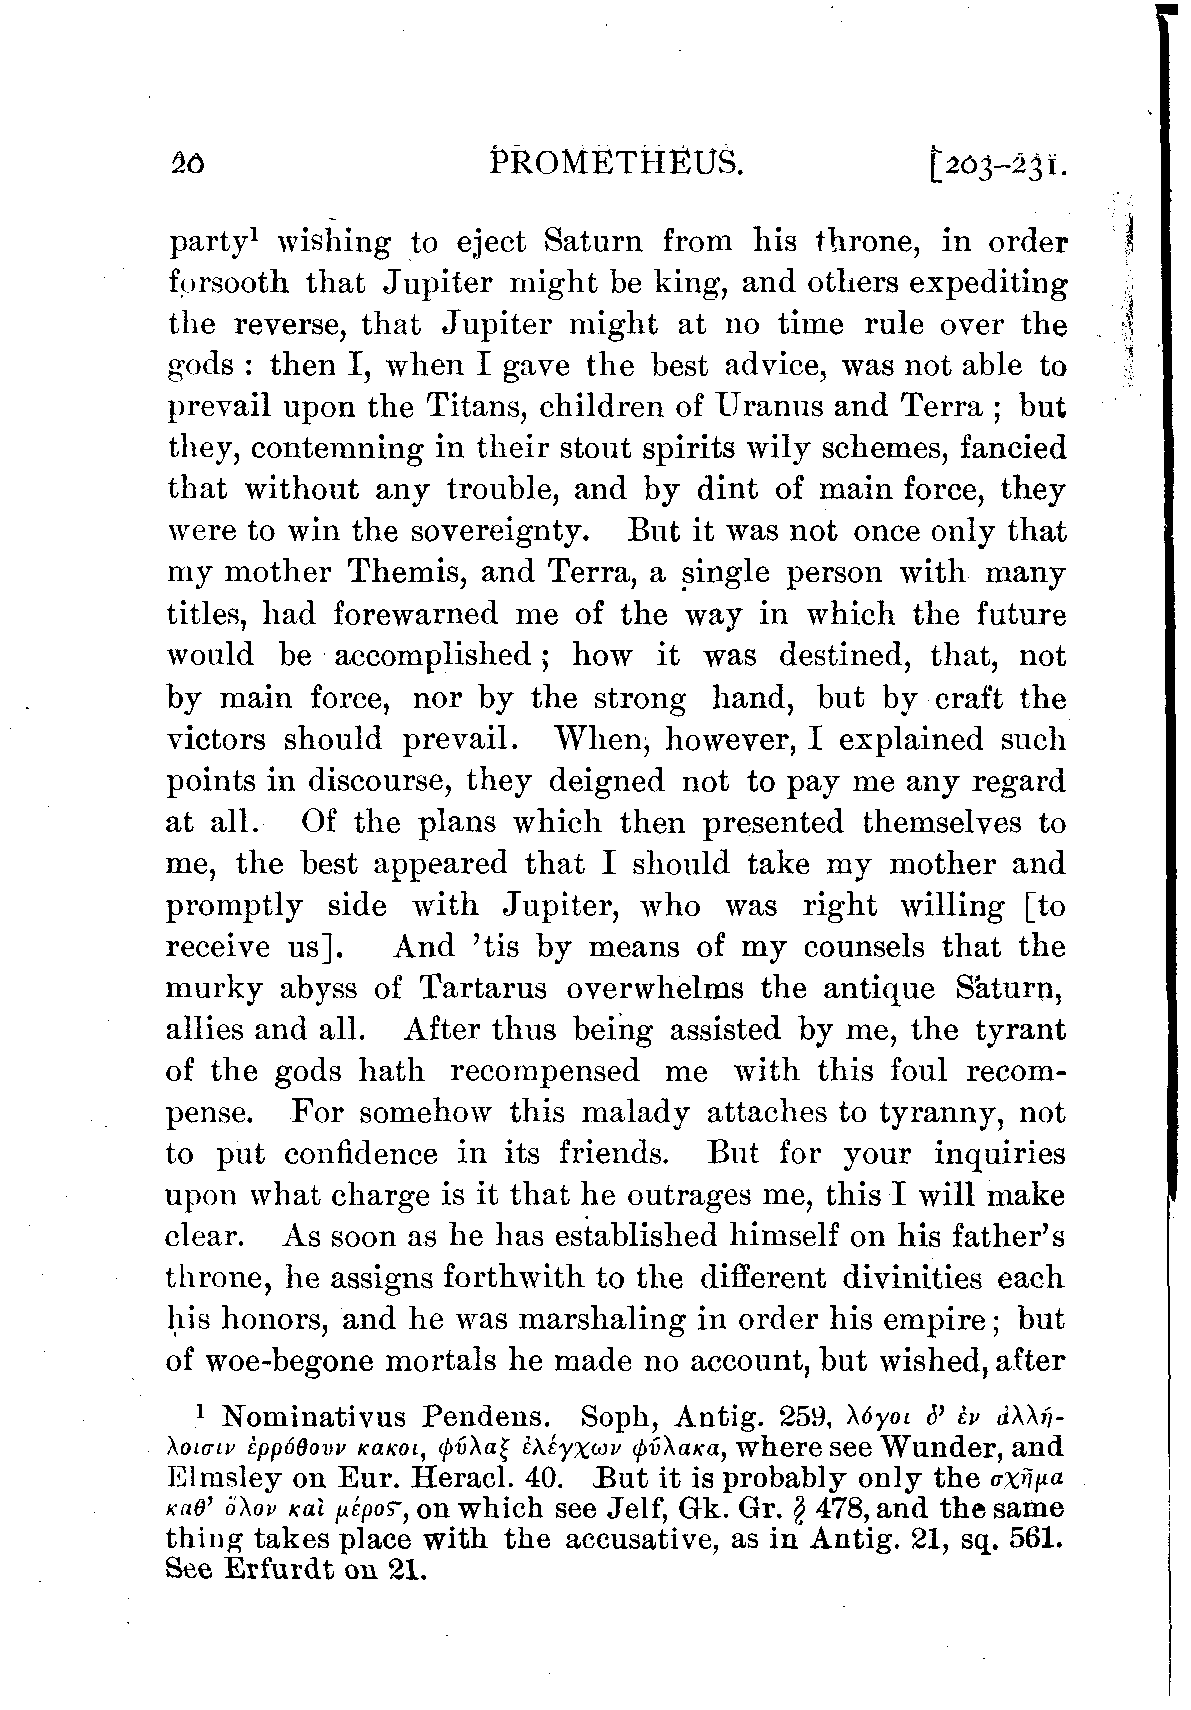 20 PROMETHEUS. [203–231.
party¹ wishing to eject Saturn from his throne, in order
forsooth that Jupiter might be king, and others expediting
the reverse, that Jupiter might at no time rule over the
gods : then I, when I gave the best advice, was not able to
prevail upon the Titans, children of Uranus and Terra ; but
they, contemning in their stout spirits wily schemes, fancied
that without any trouble, and by dint of main force, they
were to win the sovereignty. But it was not once only that
my mother Themis, and Terra, a single person with many
titles, had forewarned me of the way in which the future
would be accomplished ; how it was destined, that, not
by main force, nor by the strong hand, but by craft the
victors should prevail. When, however, I explained such
points in discourse, they deigned not to pay me any regard
at all. Of the plans which then presented themselves to
me, the best appeared that I should take my mother and
promptly side with Jupiter, who was right willing [to
receive us]. And ’tis by means of my counsels that the
murky abyss of Tartarus overwhelms the antique Saturn,
allies and all. After thus being assisted by me, the tyrant
of the gods hath recompensed me with this foul recom-
pense. For somehow this malady attaches to tyranny, not
to put confidence in its friends. But for your inquiries
upon what charge is it that he outrages me, this I will make
clear. As soon as he has established himself on his father’s
throne, he assigns forthwith to the different divinities each
his honors, and he was marshaling in order his empire ; but
of woe-begone mortals he made no account, but wished, after
¹ Nominativus Pendens. Soph, Antig. 259, λόγοι δ’ ἐν ἀλλή-
λοισιν ἐρρόθουν κακοι, φῦλαξ ἐλέγχων φῦλακα, where see Wunder, and
Elmsley on Eur. Heracl. 40. But it is probably only the σχῆμα
καθ’ ὅλον καὶ μέρος, on which see Jelf, Gk. Gr. § 478, and the same
thing takes place with the accusative, as in Antig. 21, sq. 561.
See Erfurdt on 21.